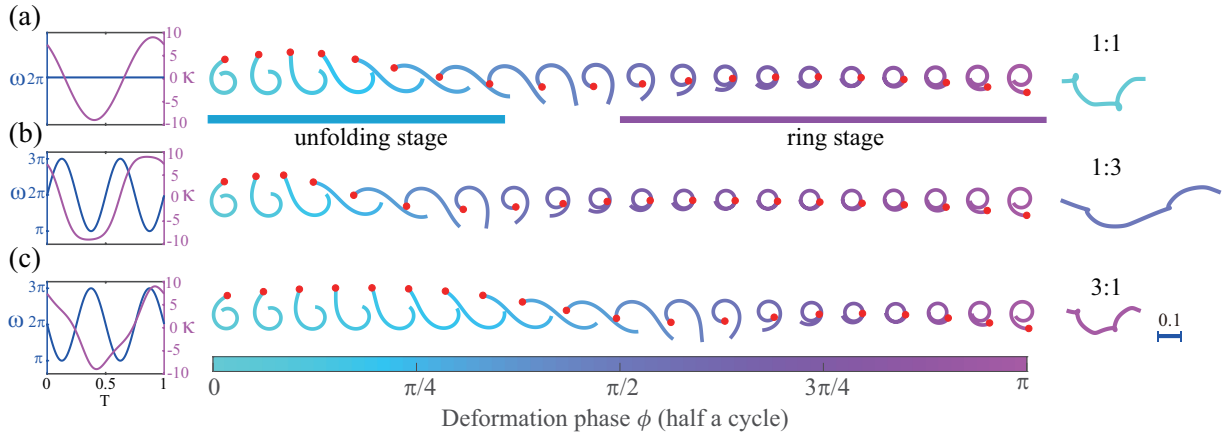 (a)
10
5
ω 2π
0 κ
-5
-10
unfolding stage
ring stage
1:1
(b)
3π
10
5
ω 2π
0 κ
-5
π
-10
1:3
(c)
3π
10
5
ω 2π
0 κ
-5
π
-10
0
0.5
1
T
3:1
0.1
0
π/4
π/2
3π/4
π
Deformation phase ϕ (half a cycle)